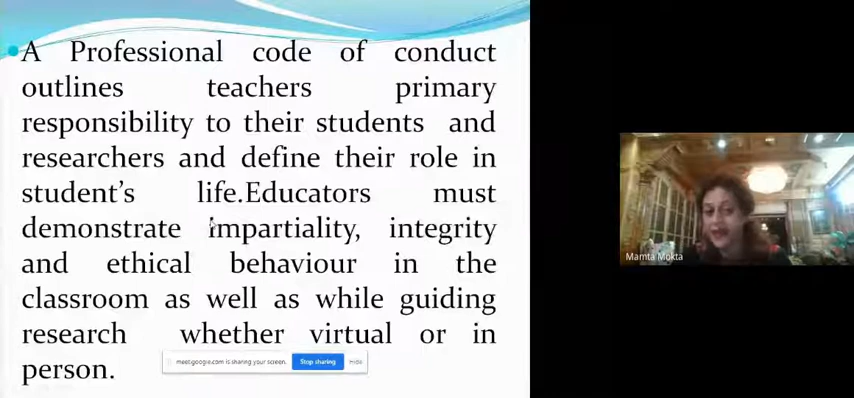 A Professional code of conduct
outlines teachers primary
responsibility to their students and
researchers and define their role in
student's life.Educators must
demonstrate impartiality, integrity
and ethical behaviour in the
classroom as well as while guiding
research whether virtual or in
person.
meet.google.com is sharing your screen.
Stop sharing
Hide
Mamta Mokta